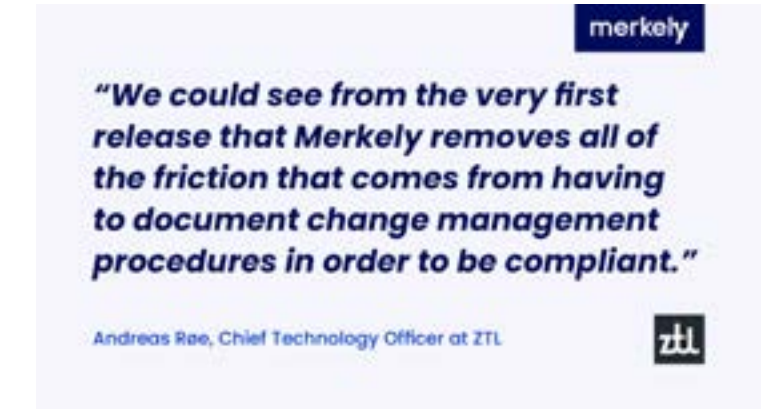 merkely
“We could see from the very first
release that Merkely removes all of
the friction that comes from having
to document change management
procedures in order to be compliant.”
Andreas Røe, Chief Technology Officer at ZTL
ztl